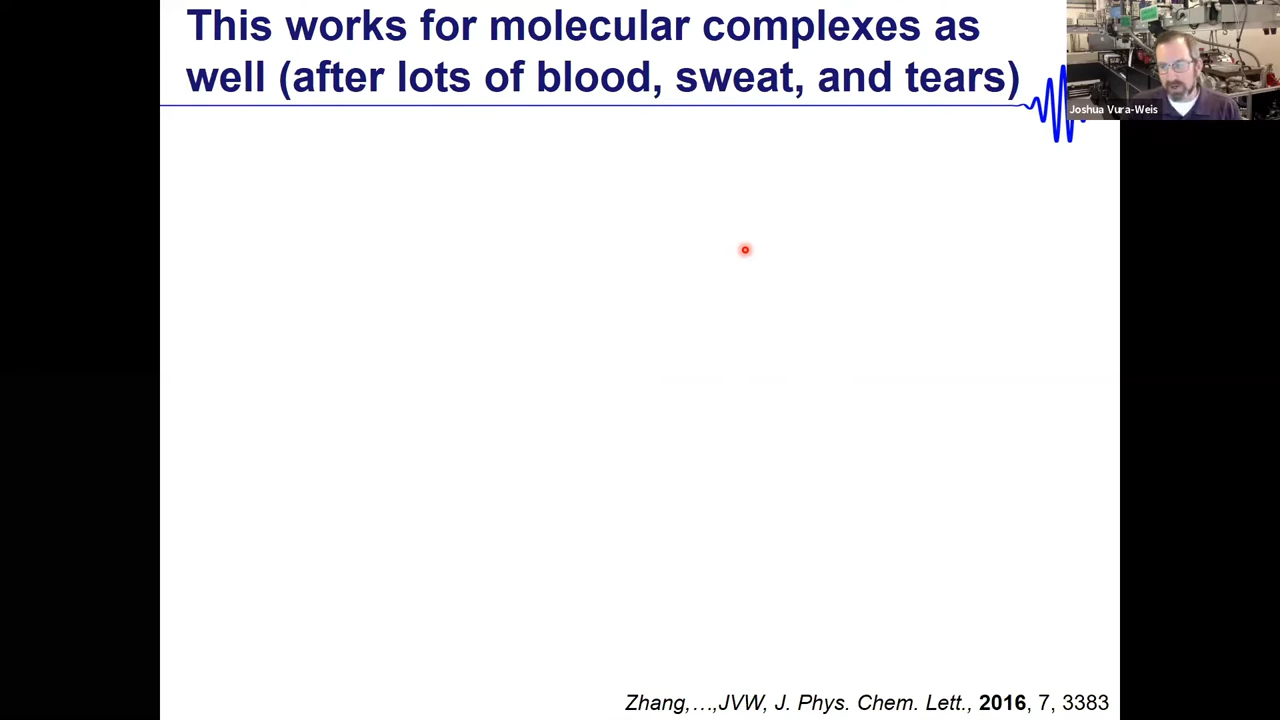 This works for molecular complexes as
well (after lots of blood, sweat, and tears)
Joshua Vura-Weis
Zhang,…,JVW, J. Phys. Chem. Lett., 2016, 7, 3383